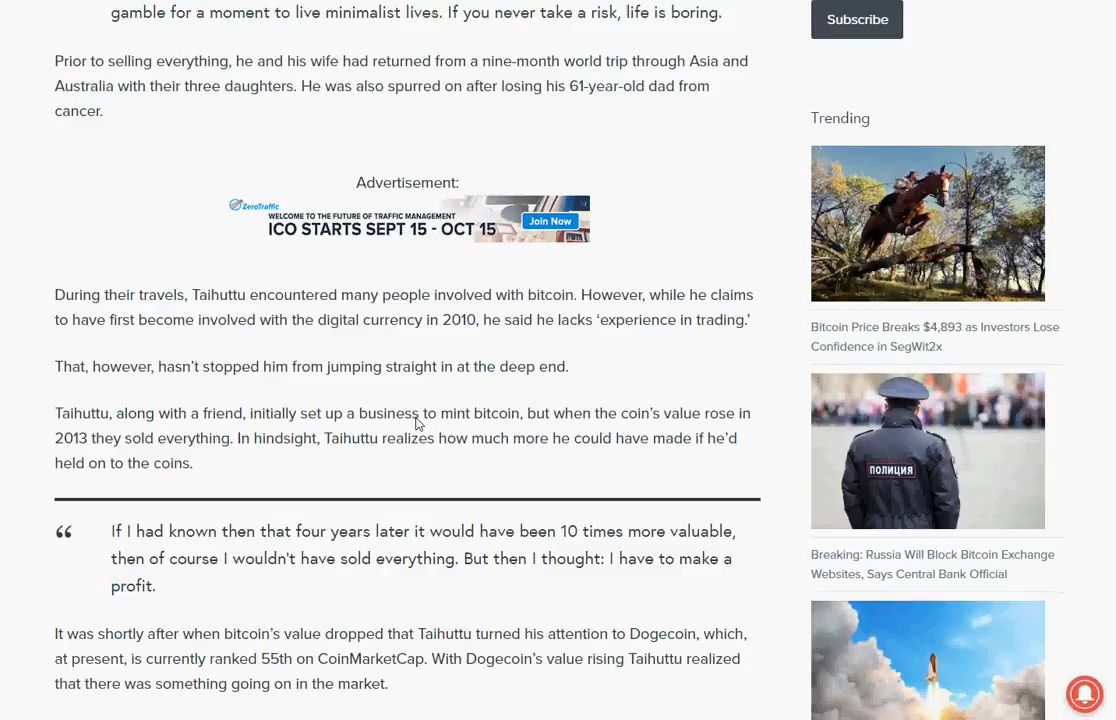 gamble for a moment to live minimalist lives. If you never take a risk, life is boring.
Prior to selling everything, he and his wife had returned from a nine-month world trip through Asia and
Australia with their three daughters. He was also spurred on after losing his 61-year-old dad from
cancer.
Advertisement:
ZeroTraffic
WELCOME TO THE FUTURE OF TRAFFIC MANAGEMENT
ICO STARTS SEPT 15 - OCT 15
Join Now
During their travels, Taihuttu encountered many people involved with bitcoin. However, while he claims
to have first become involved with the digital currency in 2010, he said he lacks ‘experience in trading.’
That, however, hasn’t stopped him from jumping straight in at the deep end.
Taihuttu, along with a friend, initially set up a business to mint bitcoin, but when the coin’s value rose in
2013 they sold everything. In hindsight, Taihuttu realizes how much more he could have made if he’d
held on to the coins.
“ If I had known then that four years later it would have been 10 times more valuable,
then of course I wouldn't have sold everything. But then I thought: I have to make a
profit.
It was shortly after when bitcoin’s value dropped that Taihuttu turned his attention to Dogecoin, which,
at present, is currently ranked 55th on CoinMarketCap. With Dogecoin’s value rising Taihuttu realized
that there was something going on in the market.
Subscribe
Trending
Bitcoin Price Breaks $4,893 as Investors Lose
Confidence in SegWit2x
ПОЛИЦИЯ
Breaking: Russia Will Block Bitcoin Exchange
Websites, Says Central Bank Official